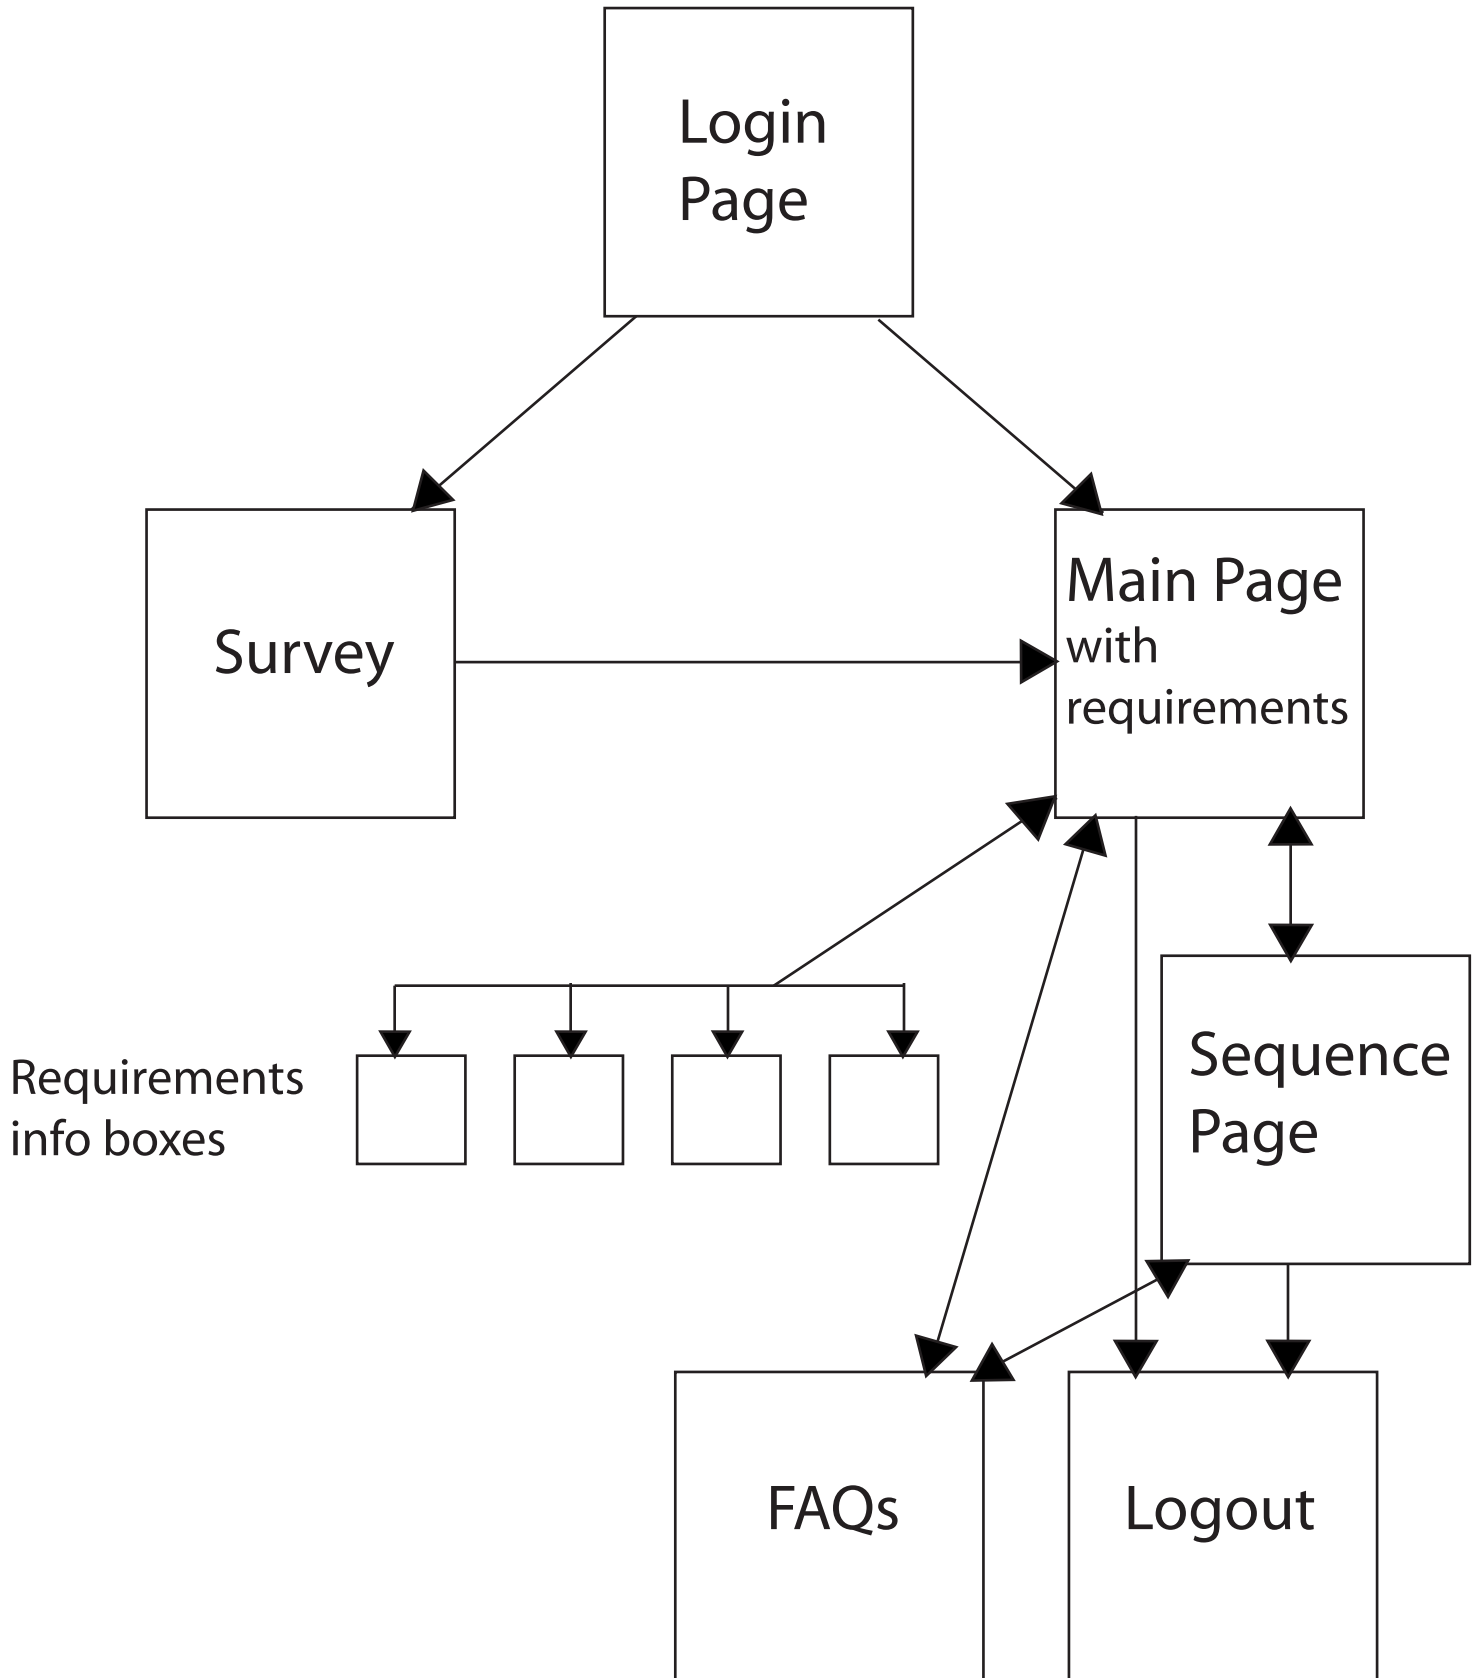 Login
Page
Survey
Main Page
with
requirements
Requirements
info boxes
Sequence
Page
FAQs
Logout